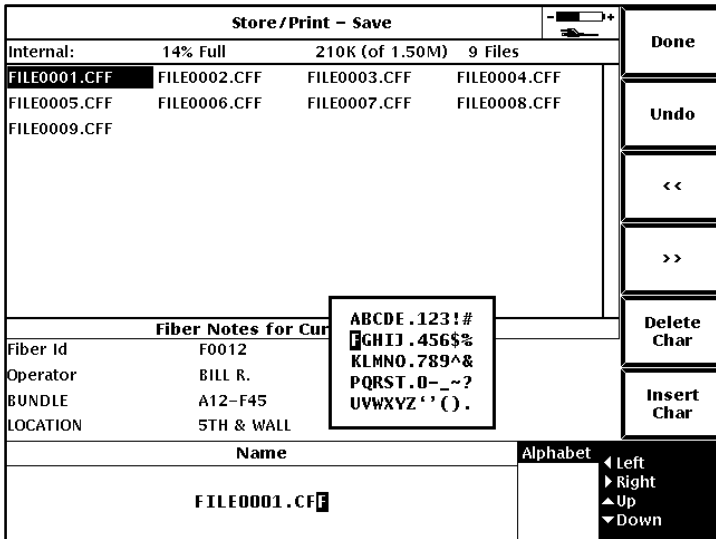 Store/Print – Save
- +
Internal: 14% Full 210K (of 1.50M) 9 Files
FILE0001.CFF FILE0002.CFF FILE0003.CFF FILE0004.CFF
FILE0005.CFF FILE0006.CFF FILE0007.CFF FILE0008.CFF
FILE0009.CFF
Fiber Notes for Cur
Fiber Id F0012
Operator BILL R.
BUNDLE A12–F45
LOCATION 5TH & WALL
ABCDE.123!#
FGHIJ.456$%
KLMNO.789^&
PQRST.0-_~?
UVWXYZ‘’().
Name
FILE0001.CFF
Alphabet
Left
Right
Up
Down
Done
Undo
<<
>>
Delete
Char
Insert
Char